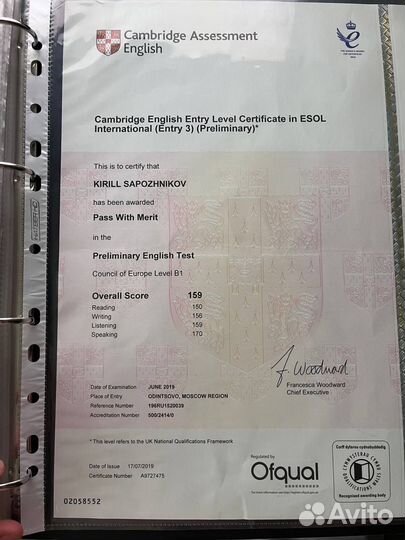 Cambridge Assessment
English
Cambridge English Entry Level Certificate in ESOL
International (Entry 3) (Preliminary)*
This is to certify that
KIRILL SAPOZHNIKOV
has been awarded
Pass With Merit
in the
Preliminary English Test
Council of Europe Level B1
Overall Score 159
Reading 150
Writing 156
Listening 159
Speaking 170
F. Woodward
Francesca Woodward
Chief Executive
Date of Examination JUNE 2019
Place of Entry ODINTSOVO, MOSCOW REGION
Reference Number 196RU1520039
Accreditation Number 500/2414/0
* This level refers to the UK National Qualifications Framework
Date of Issue 17/07/2019
Certificate Number A9727475
02058552
Regulated by
Ofqual
Corff dyfarnu cydnabyddedig
Recognised awarding body
Avito